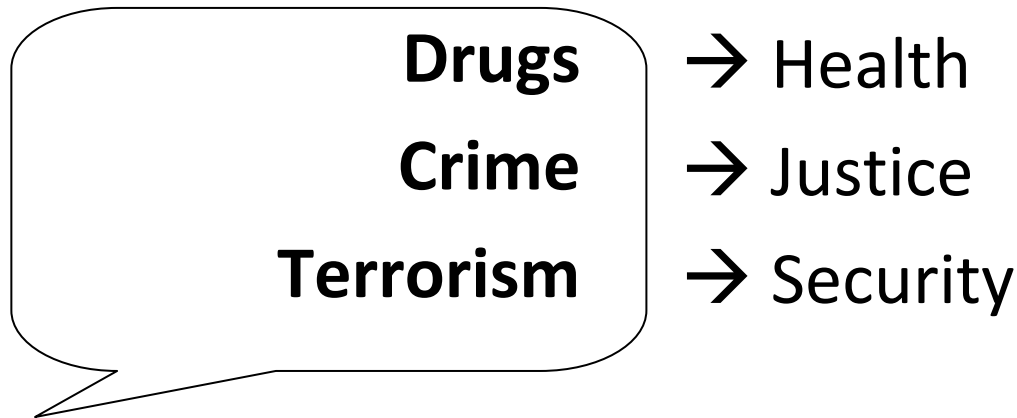 Drugs → Health
Crime → Justice
Terrorism → Security